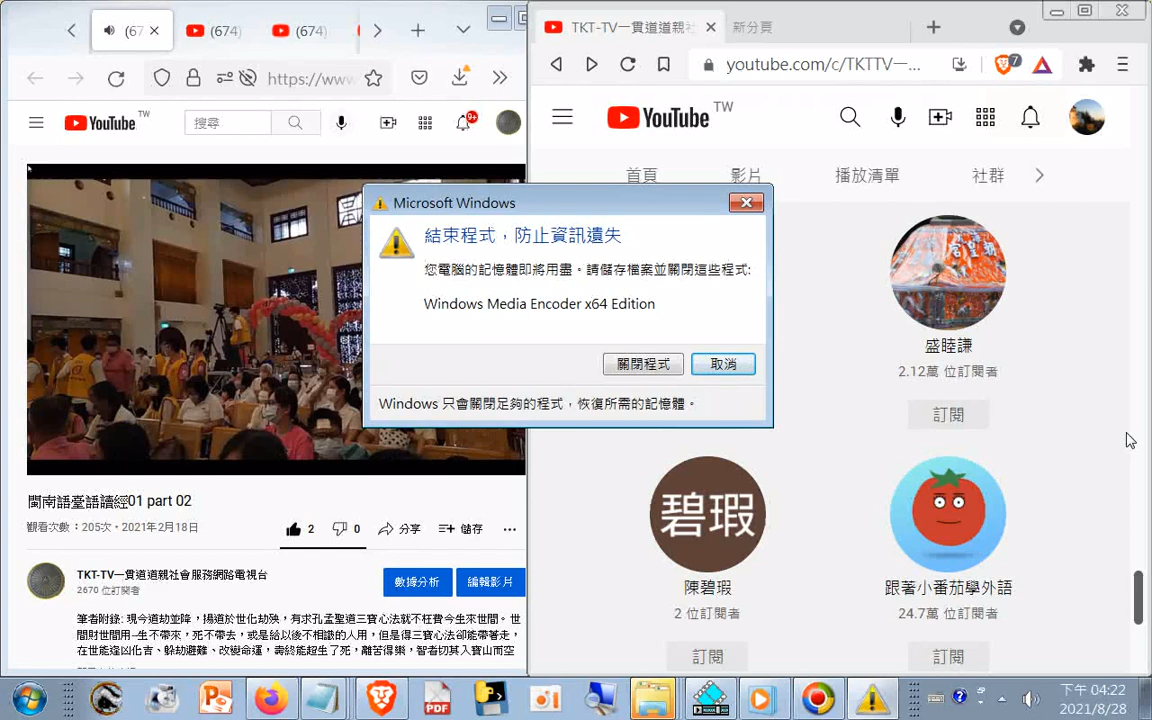 (67
(674)
(674)
https://www
TW
YouTube
搜尋
9+
閩南語臺語讀經01 part 02
觀看次數：205次・2021年2月18日
2
0
分享
儲存
TKT-TV一貫道道親社會服務網路電視台
2670 位訂閱者
數據分析
編輯影片
筆者附錄: 現今道劫並降，揚道於世化劫殃，有求孔孟聖道三寶心法就不枉費今生來世間。世
間財世間用─生不帶來，死不帶去，或是給以後不相識的人用，但是得三寶心法卻能帶著走，
在世能逢凶化吉、躲劫避難、改變命運，壽終能超生了死，離苦得樂，智者切其入寶山而空
TKT-TV一貫道道親社
新分頁
youtube.com/c/TKTTV一...
7
YouTube
TW
首頁
影片
播放清單
社群
盛睦謙
2.12萬 位訂閱者
訂閱
碧瑕
陳碧瑕
2 位訂閱者
訂閱
跟著小番茄學外語
24.7萬 位訂閱者
訂閱
Microsoft Windows
結束程式，防止資訊遺失
您電腦的記憶體即將用盡。請儲存檔案並關閉這些程式:
Windows Media Encoder x64 Edition
關閉程式
取消
Windows 只會關閉足夠的程式，恢復所需的記憶體。
PDF
下午 04:22
2021/8/28